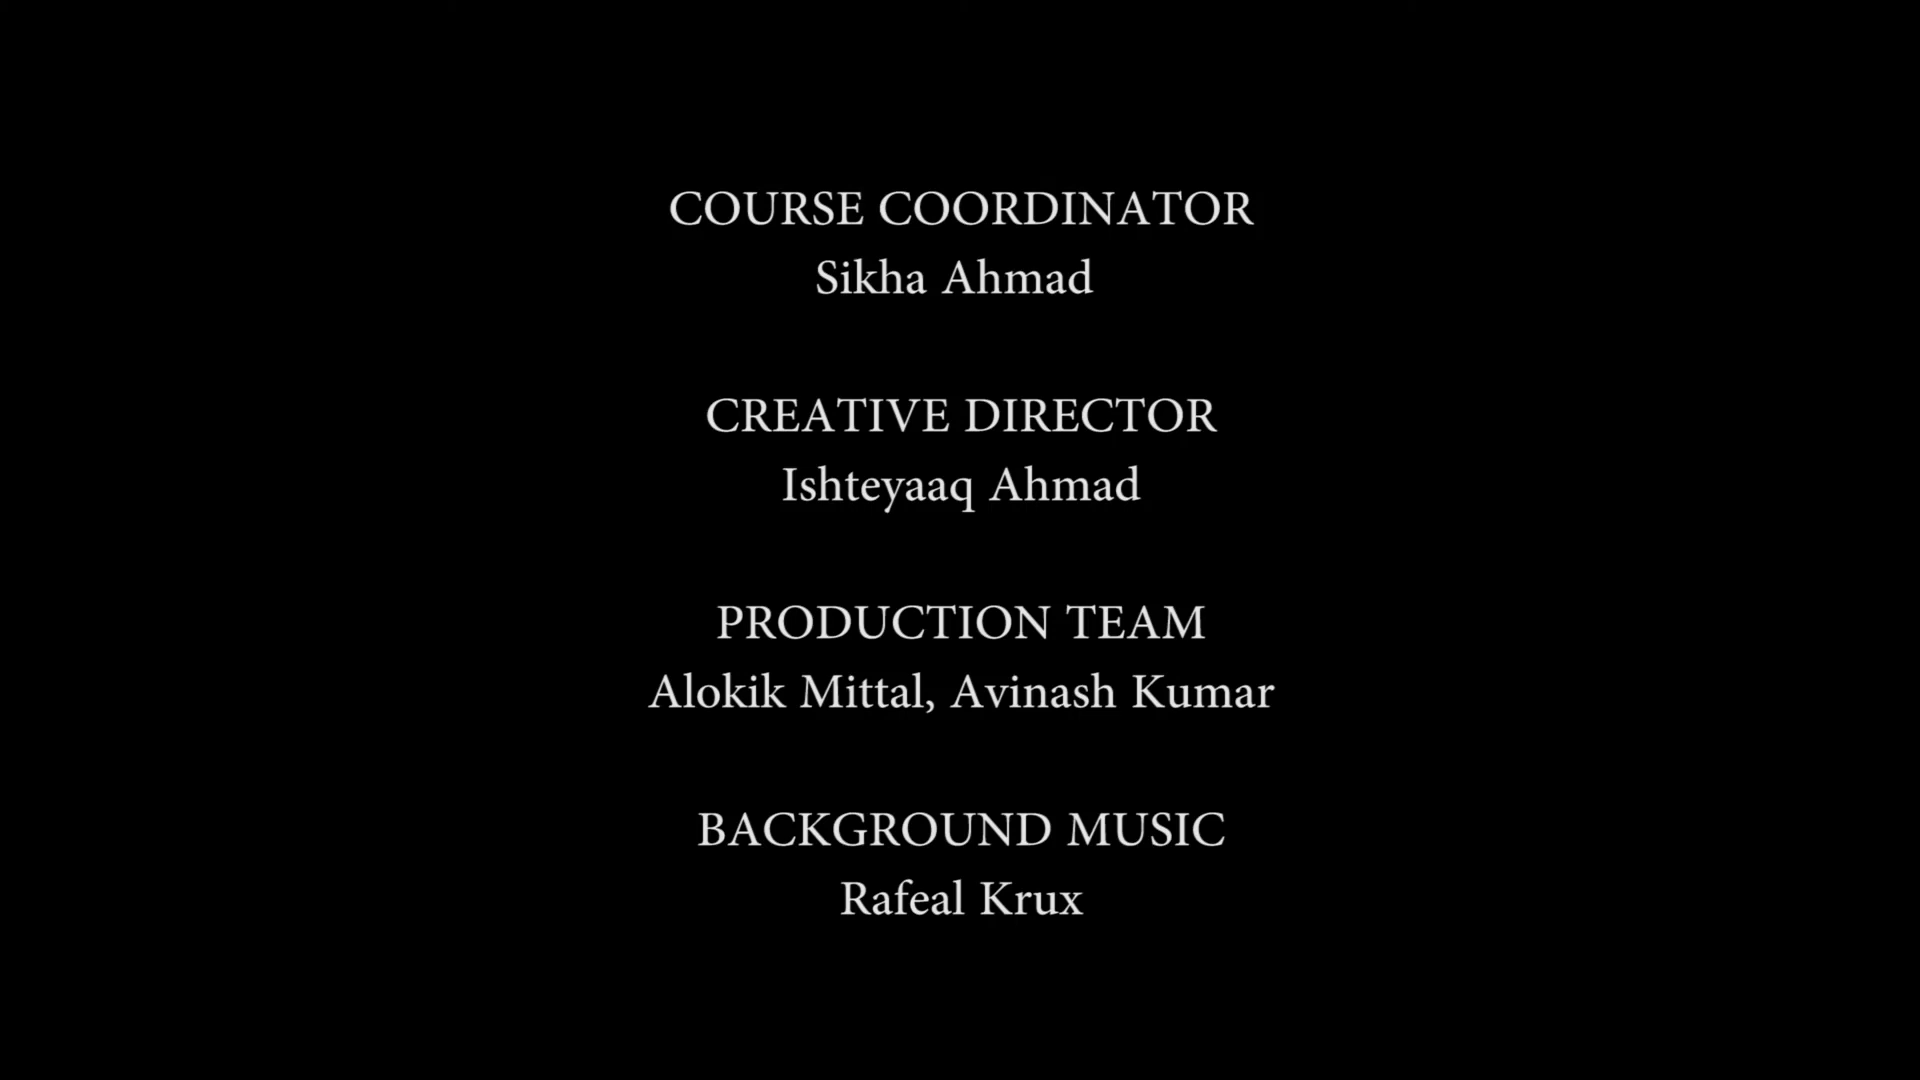 COURSE COORDINATOR
Sikha Ahmad
CREATIVE DIRECTOR
Ishteyaaq Ahmad
PRODUCTION TEAM
Alokik Mittal, Avinash Kumar
BACKGROUND MUSIC
Rafeal Krux